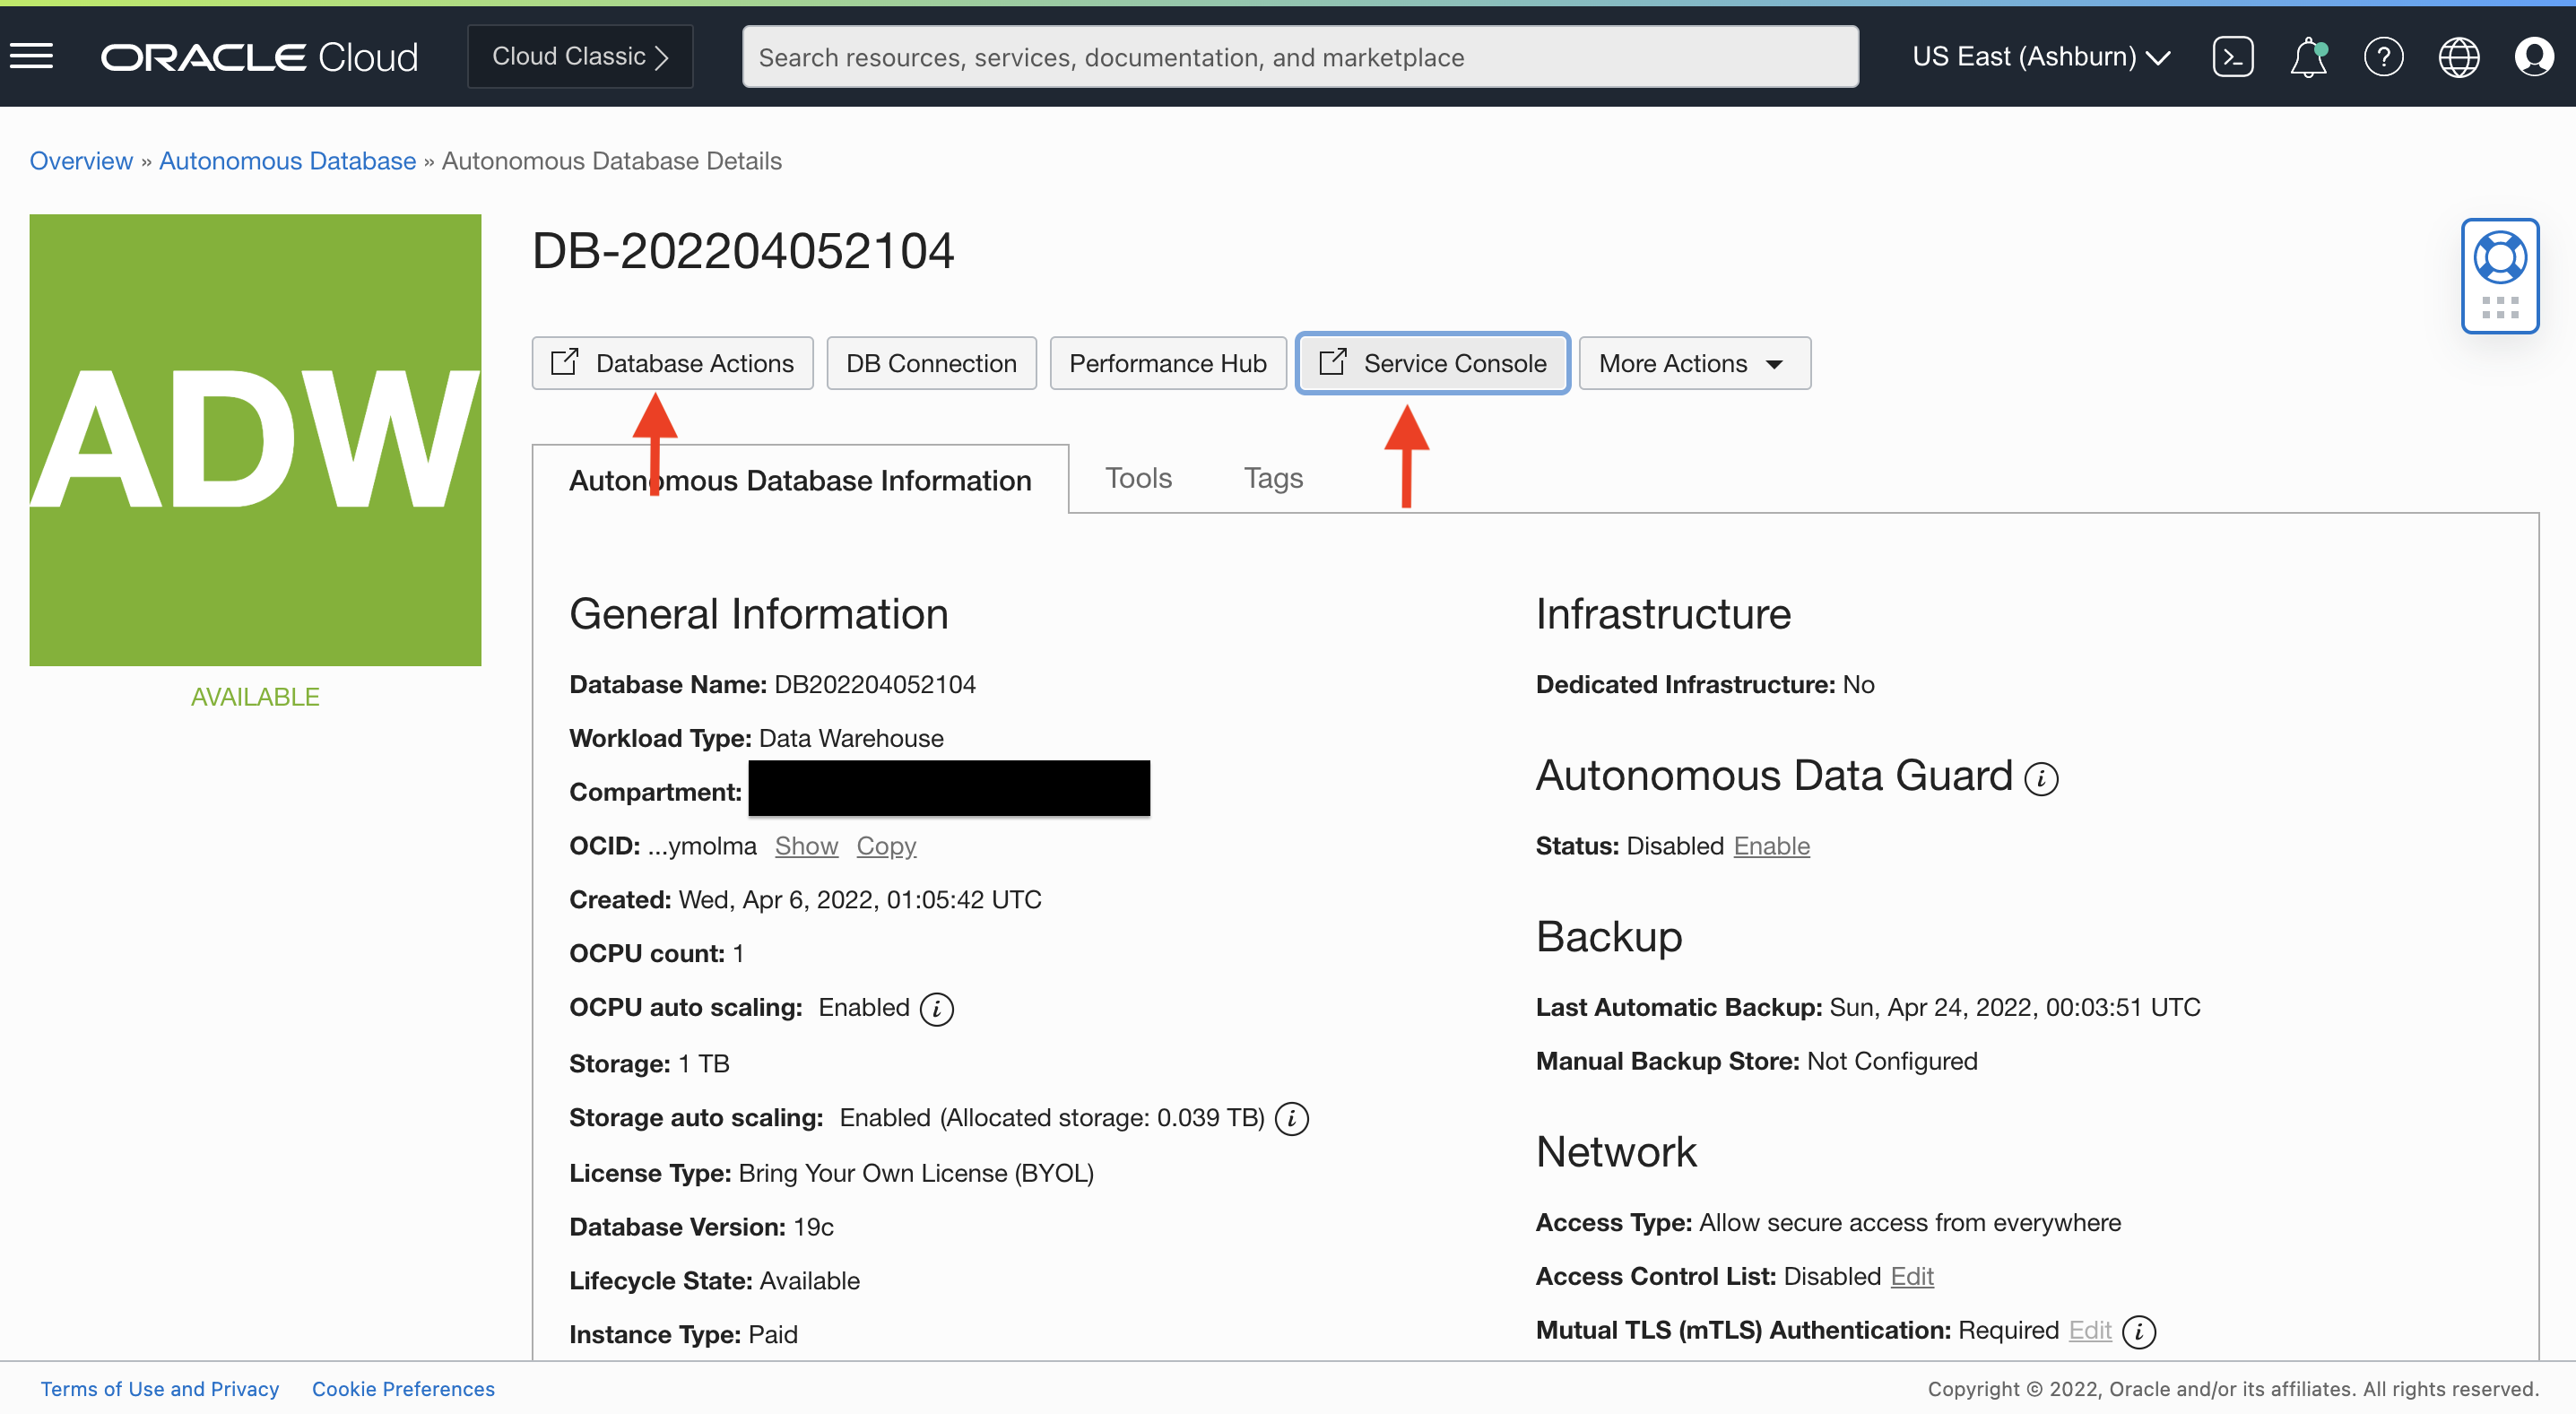 ORACLE Cloud
Cloud Classic
Search resources, services, documentation, and marketplace
US East (Ashburn)
Overview » Autonomous Database » Autonomous Database Details
ADW
AVAILABLE
DB-202204052104
Database Actions
DB Connection
Performance Hub
Service Console
More Actions
Autonomous Database Information
Tools
Tags
General Information
Database Name: DB202204052104
Workload Type: Data Warehouse
Compartment:
OCID: ...ymolma Show Copy
Created: Wed, Apr 6, 2022, 01:05:42 UTC
OCPU count: 1
OCPU auto scaling: Enabled i
Storage: 1 TB
Storage auto scaling: Enabled (Allocated storage: 0.039 TB) i
License Type: Bring Your Own License (BYOL)
Database Version: 19c
Lifecycle State: Available
Instance Type: Paid
Infrastructure
Dedicated Infrastructure: No
Autonomous Data Guard i
Status: Disabled Enable
Backup
Last Automatic Backup: Sun, Apr 24, 2022, 00:03:51 UTC
Manual Backup Store: Not Configured
Network
Access Type: Allow secure access from everywhere
Access Control List: Disabled Edit
Mutual TLS (mTLS) Authentication: Required Edit i
Terms of Use and Privacy
Cookie Preferences
Copyright © 2022, Oracle and/or its affiliates. All rights reserved.